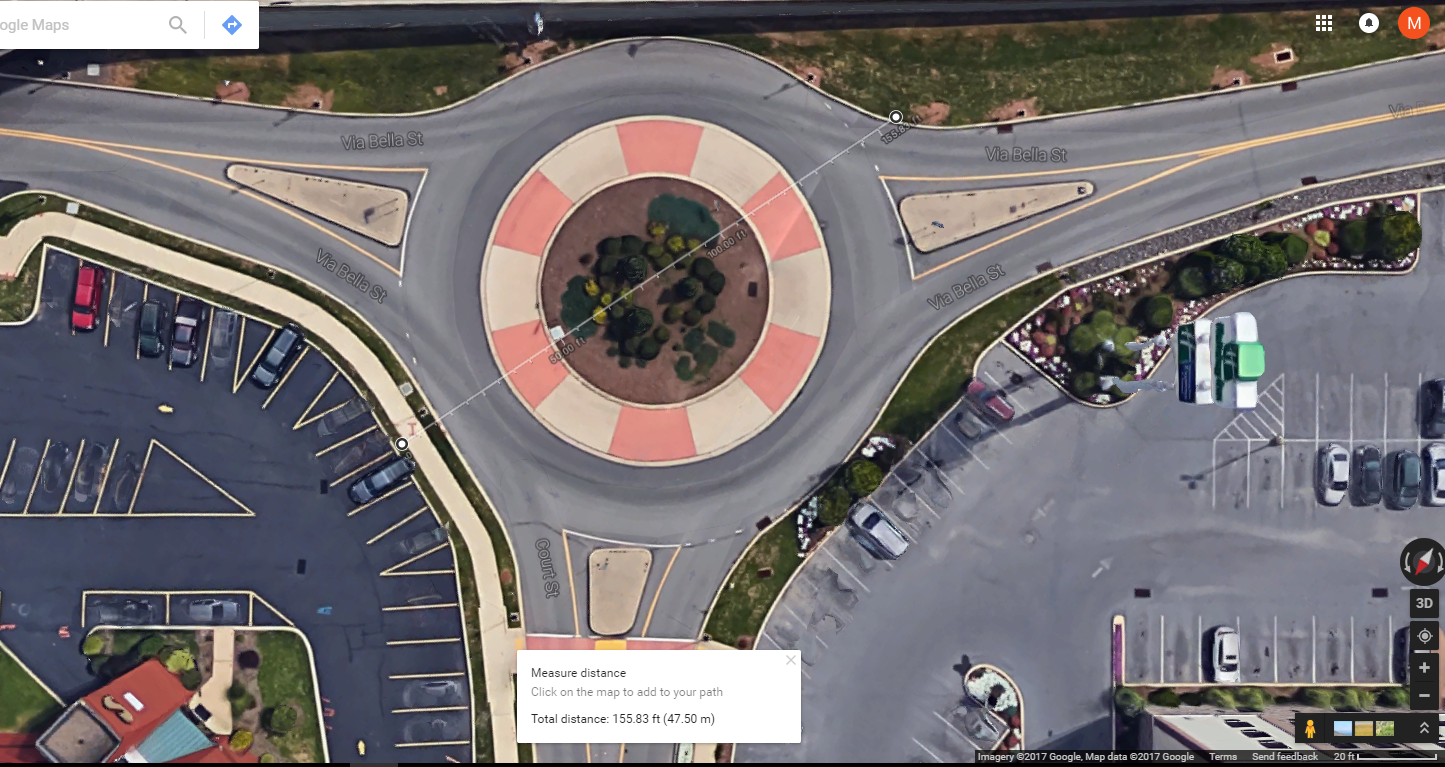 ogle Maps
M
Via Bella St
155.83 ft
Via Bella St
Via
100.00 ft
Via Bella St
Via Bella St
50.00 ft
Court St
3D
Measure distance
Click on the map to add to your path
Total distance: 155.83 ft (47.50 m)
Imagery ©2017 Google, Map data ©2017 Google Terms Send feedback 20 ft